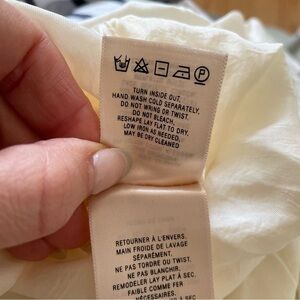 TURN INSIDE OUT.
HAND WASH COLD SEPARATELY.
DO NOT WRING OR TWIST.
DO NOT BLEACH.
RESHAPE LAY FLAT TO DRY.
LOW IRON AS NEEDED.
MAY BE DRY CLEANED
RETOURNER À L'ENVERS.
MAIN FROIDE DE LAVAGE
SÉPARÉMENT.
NE PAS TORDRE OU TWIST.
NE PAS BLANCHIR.
REMODELER LAY PLAT À SEC.
FAIBLE COMME FER
NÉCESSAIRES.
À SEC